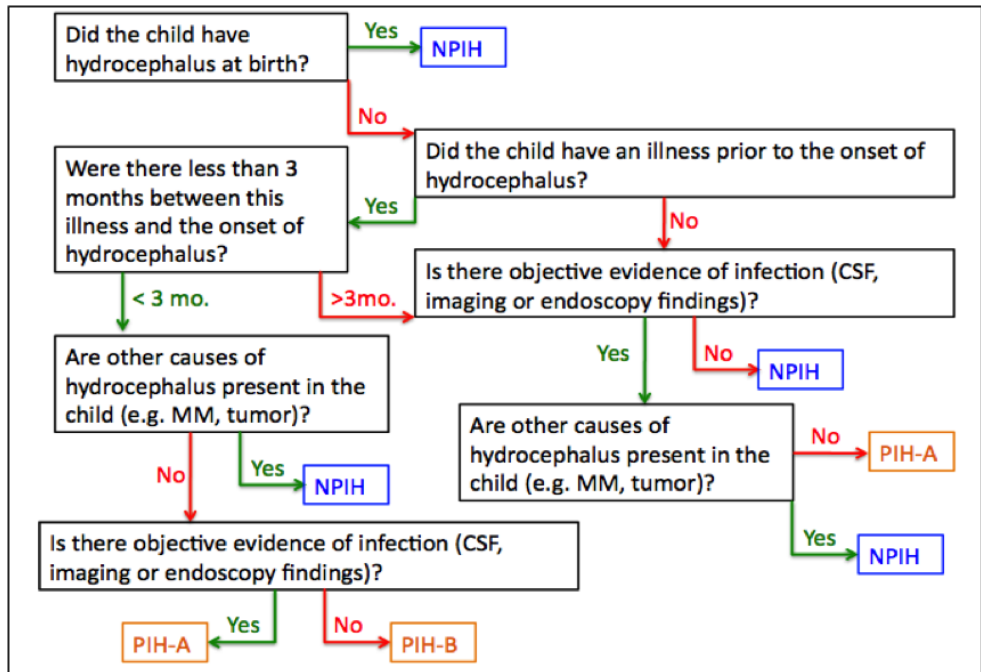 Did the child have
hydrocephalus at birth?
Yes
NPIH
No
Did the child have an illness prior to the onset of
hydrocephalus?
Yes
No
Were there less than 3
months between this
illness and the onset of
hydrocephalus?
< 3 mo.
>3mo.
Is there objective evidence of infection (CSF,
imaging or endoscopy findings)?
Yes
No
NPIH
Are other causes of
hydrocephalus present in the
child (e.g. MM, tumor)?
No
PIH-A
Yes
NPIH
Are other causes of
hydrocephalus present in the
child (e.g. MM, tumor)?
No
Yes
NPIH
Is there objective evidence of infection (CSF,
imaging or endoscopy findings)?
Yes
PIH-A
No
PIH-B